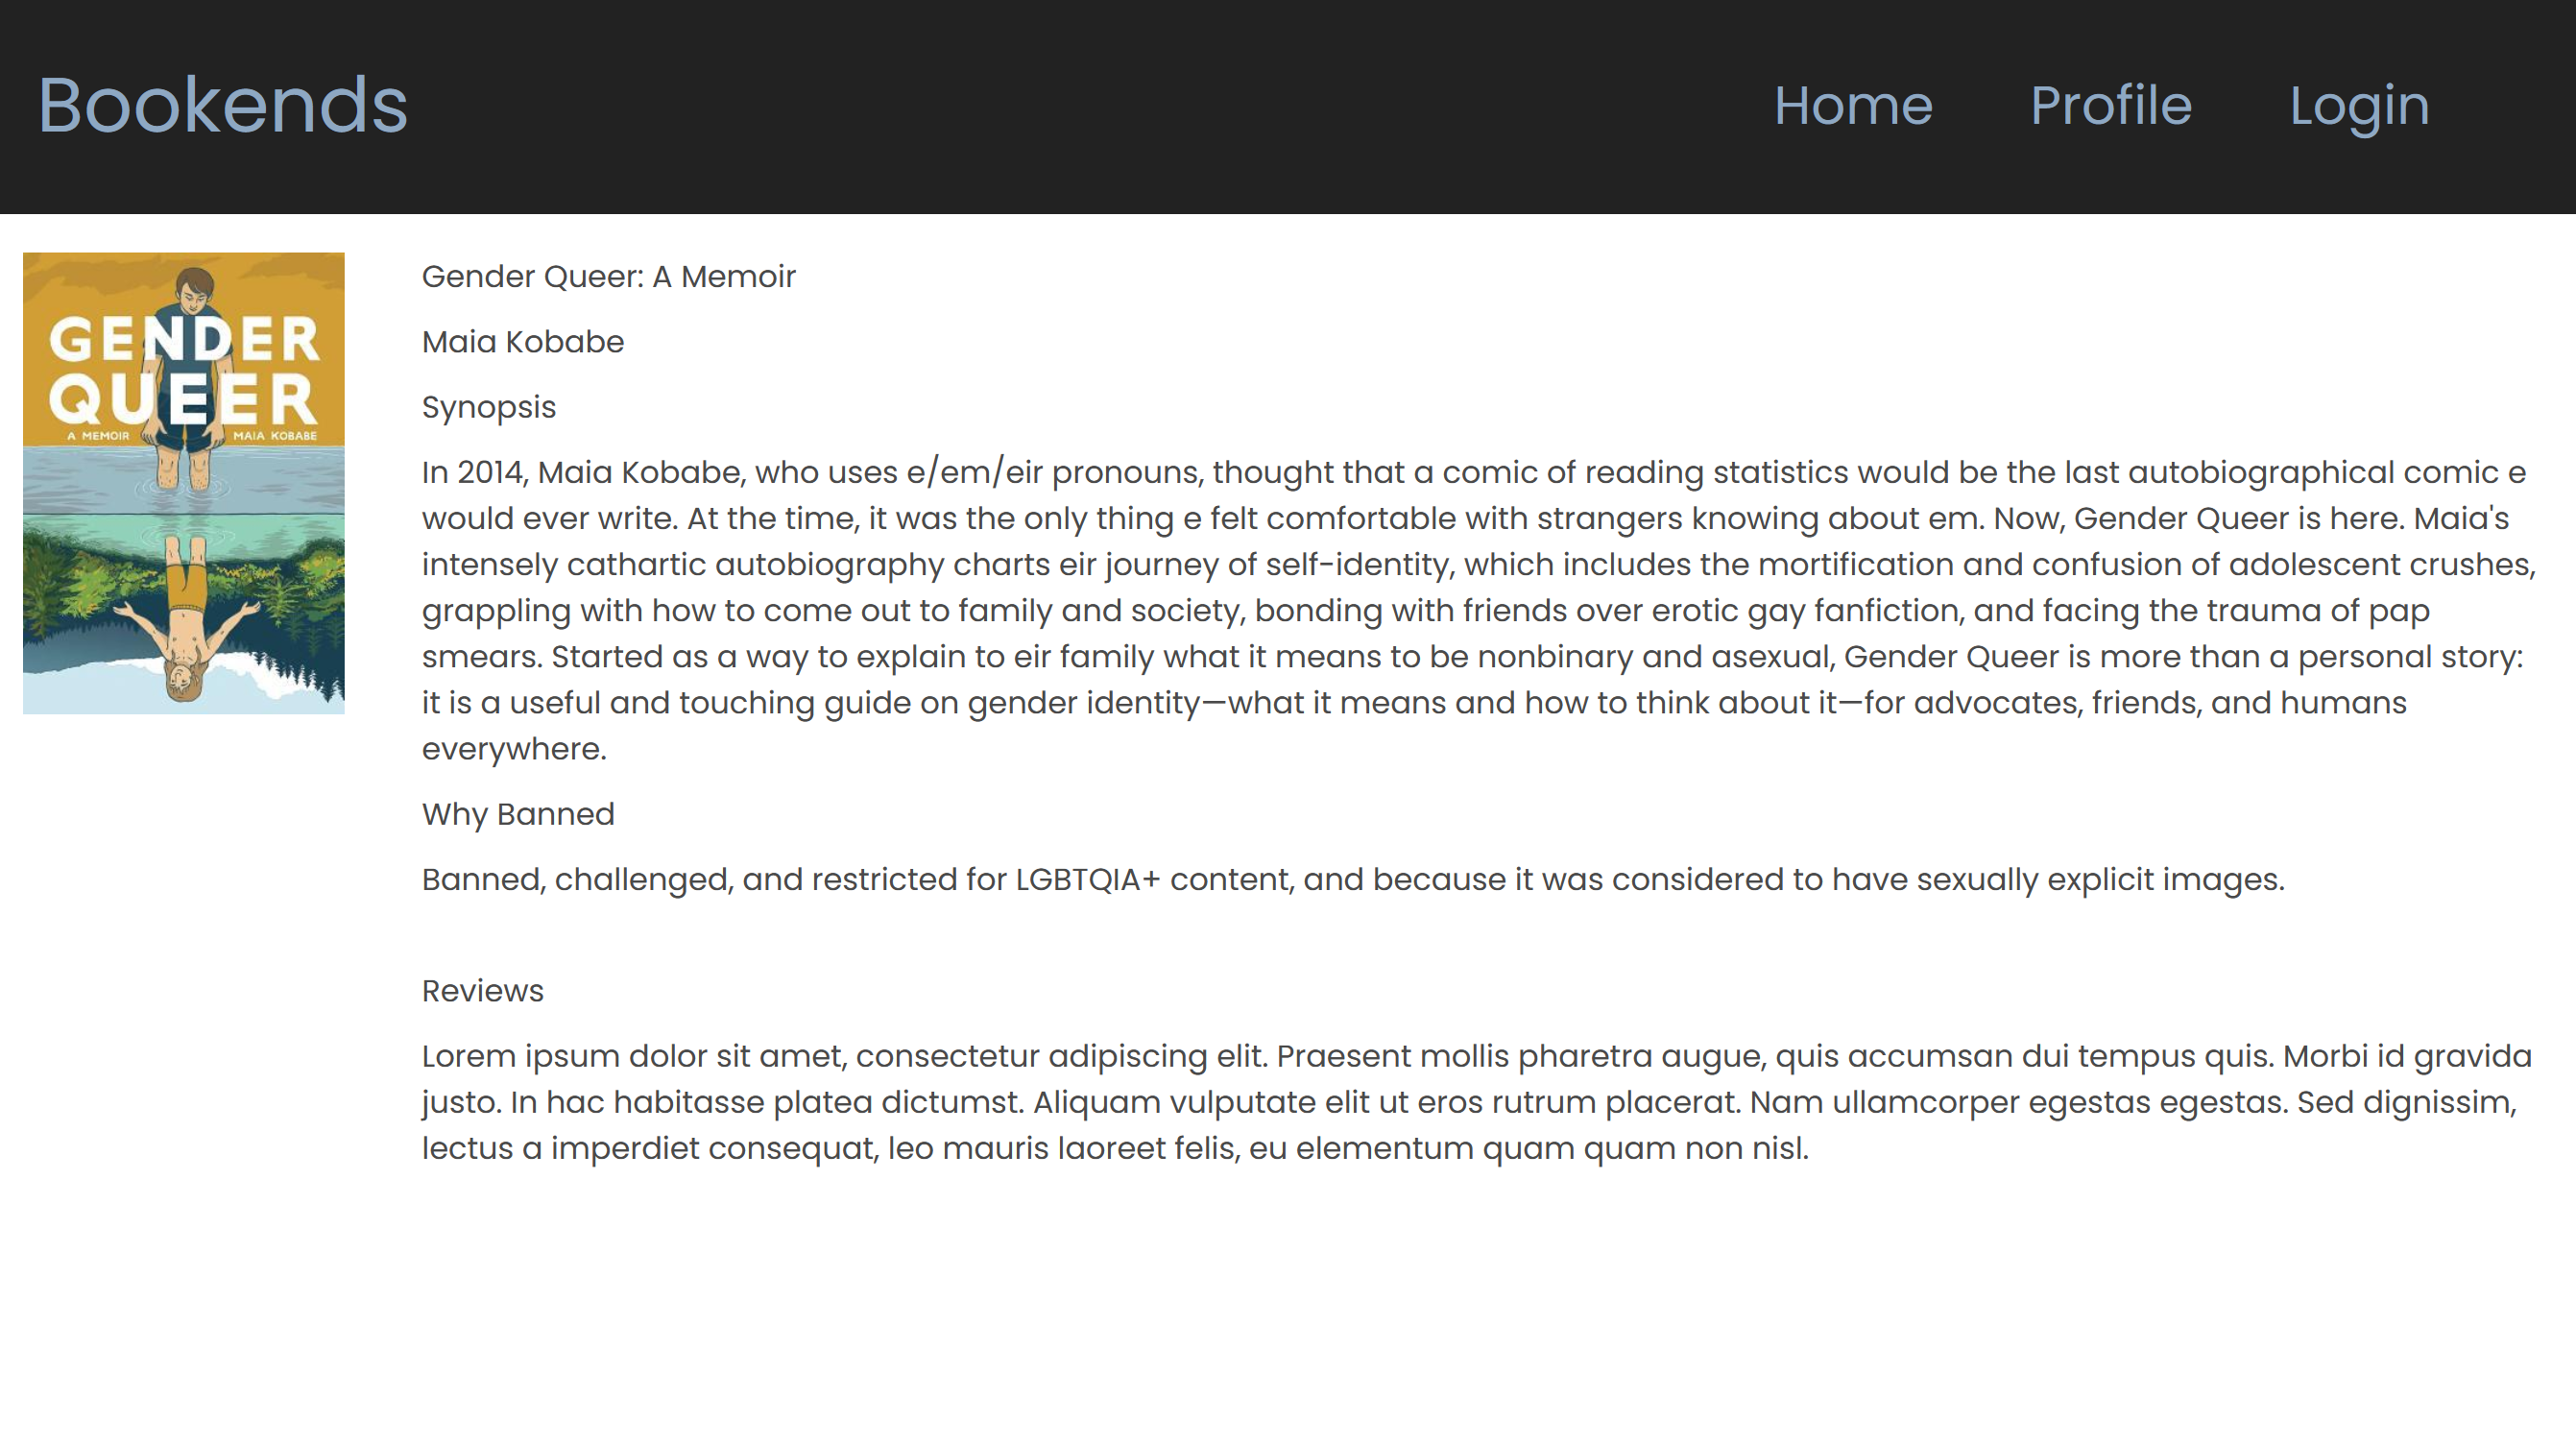 Bookends
Home Profile Login
GENDER
QUEER
A MEMOIR MAIA KOBABE
Gender Queer: A Memoir
Maia Kobabe
Synopsis
In 2014, Maia Kobabe, who uses e/em/eir pronouns, thought that a comic of reading statistics would be the last autobiographical comic e
would ever write. At the time, it was the only thing e felt comfortable with strangers knowing about em. Now, Gender Queer is here. Maia's
intensely cathartic autobiography charts eir journey of self-identity, which includes the mortification and confusion of adolescent crushes,
grappling with how to come out to family and society, bonding with friends over erotic gay fanfiction, and facing the trauma of pap
smears. Started as a way to explain to eir family what it means to be nonbinary and asexual, Gender Queer is more than a personal story:
it is a useful and touching guide on gender identity—what it means and how to think about it—for advocates, friends, and humans
everywhere.
Why Banned
Banned, challenged, and restricted for LGBTQIA+ content, and because it was considered to have sexually explicit images.
Reviews
Lorem ipsum dolor sit amet, consectetur adipiscing elit. Praesent mollis pharetra augue, quis accumsan dui tempus quis. Morbi id gravida
justo. In hac habitasse platea dictumst. Aliquam vulputate elit ut eros rutrum placerat. Nam ullamcorper egestas egestas. Sed dignissim,
lectus a imperdiet consequat, leo mauris laoreet felis, eu elementum quam quam non nisl.